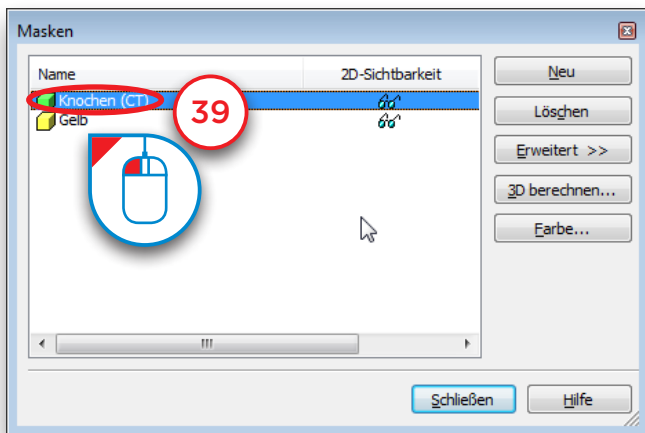 Masken
Name 2D-Sichtbarkeit
Knochen (CT)
39
Gelb
Neu
Löschen
Erweitert >>
3D berechnen...
Farbe...
Schließen Hilfe